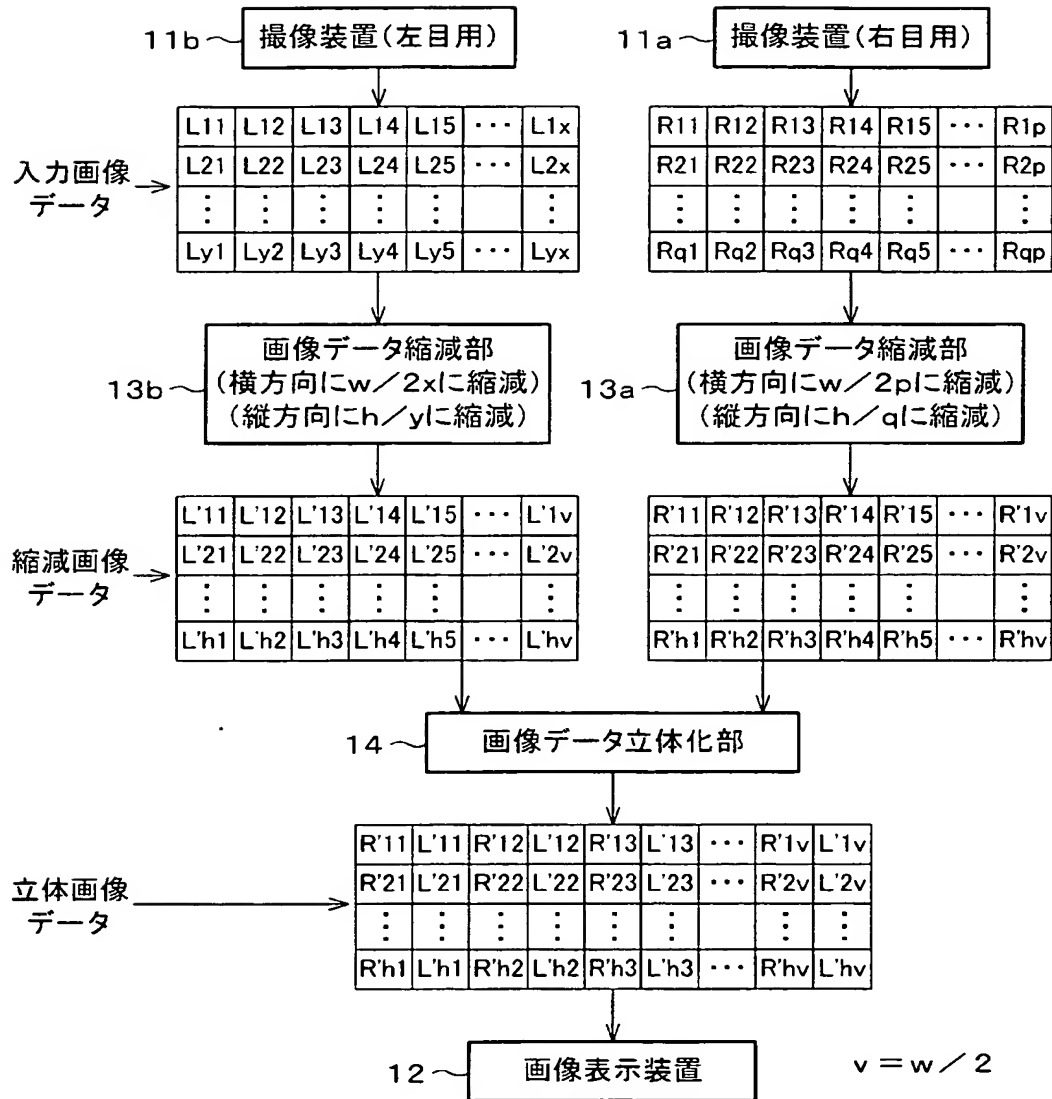 11b 撮像装置(左目用)
11a 撮像装置(右目用)
入力画像データ
L11 L12 L13 L14 L15 ・・・ L1x
L21 L22 L23 L24 L25 ・・・ L2x
⋮ ⋮ ⋮ ⋮ ⋮ ⋮
Ly1 Ly2 Ly3 Ly4 Ly5 ・・・ Lyx
R11 R12 R13 R14 R15 ・・・ R1p
R21 R22 R23 R24 R25 ・・・ R2p
⋮ ⋮ ⋮ ⋮ ⋮ ⋮
Rq1 Rq2 Rq3 Rq4 Rq5 ・・・ Rqp
13b
画像データ縮減部
(横方向にw/2xに縮減)
(縦方向にh/yに縮減)
13a
画像データ縮減部
(横方向にw/2pに縮減)
(縦方向にh/qに縮減)
縮減画像
データ
L'11 L'12 L'13 L'14 L'15 ・・・ L'1v
L'21 L'22 L'23 L'24 L'25 ・・・ L'2v
⋮ ⋮ ⋮ ⋮ ⋮ ⋮
L'h1 L'h2 L'h3 L'h4 L'h5 ・・・ L'hv
R'11 R'12 R'13 R'14 R'15 ・・・ R'1v
R'21 R'22 R'23 R'24 R'25 ・・・ R'2v
⋮ ⋮ ⋮ ⋮ ⋮ ⋮
R'h1 R'h2 R'h3 R'h4 R'h5 ・・・ R'hv
14 画像データ立体化部
立体画像
データ
R'11 L'11 R'12 L'12 R'13 L'13 ・・・ R'1v L'1v
R'21 L'21 R'22 L'22 R'23 L'23 ・・・ R'2v L'2v
⋮ ⋮ ⋮ ⋮ ⋮ ⋮ ⋮ ⋮
R'h1 L'h1 R'h2 L'h2 R'h3 L'h3 ・・・ R'hv L'hv
12 画像表示装置
v=w/2